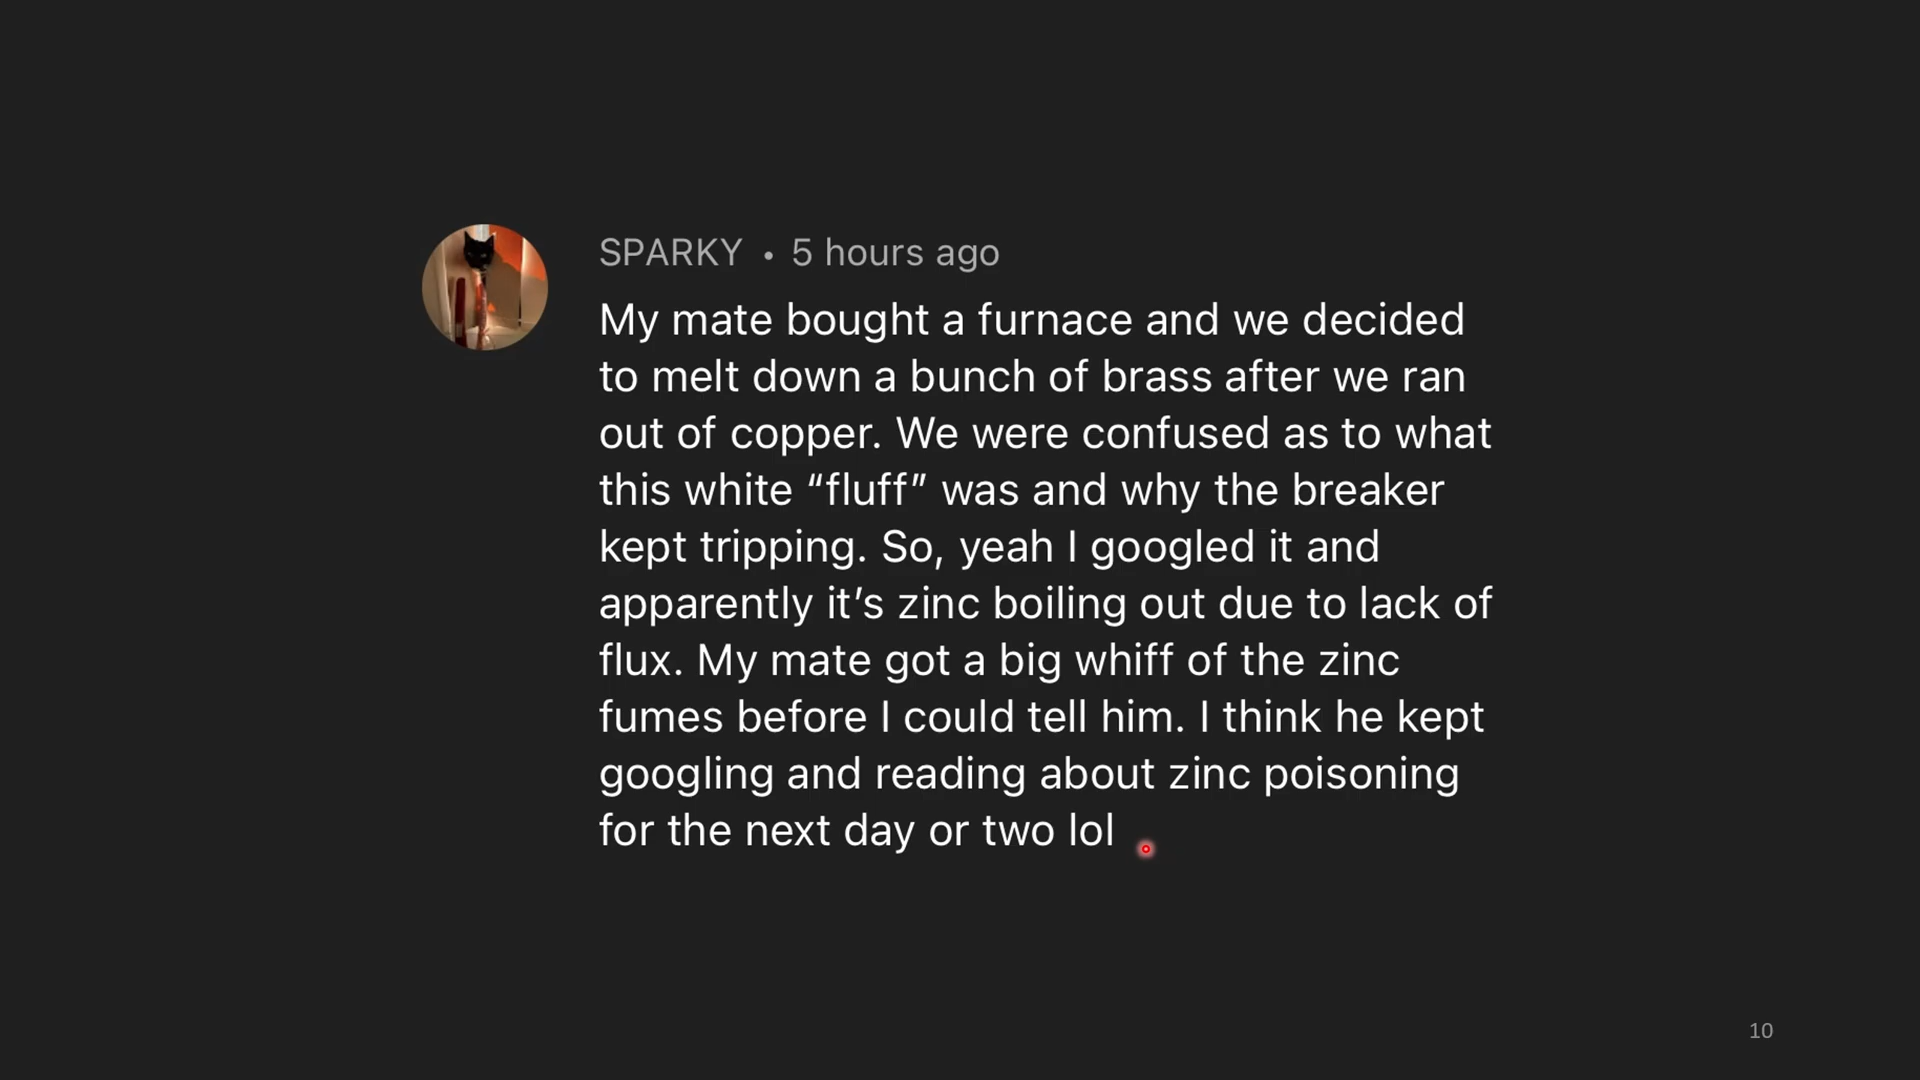 SPARKY • 5 hours ago
My mate bought a furnace and we decided
to melt down a bunch of brass after we ran
out of copper. We were confused as to what
this white “fluff” was and why the breaker
kept tripping. So, yeah I googled it and
apparently it’s zinc boiling out due to lack of
flux. My mate got a big whiff of the zinc
fumes before I could tell him. I think he kept
googling and reading about zinc poisoning
for the next day or two lol
10